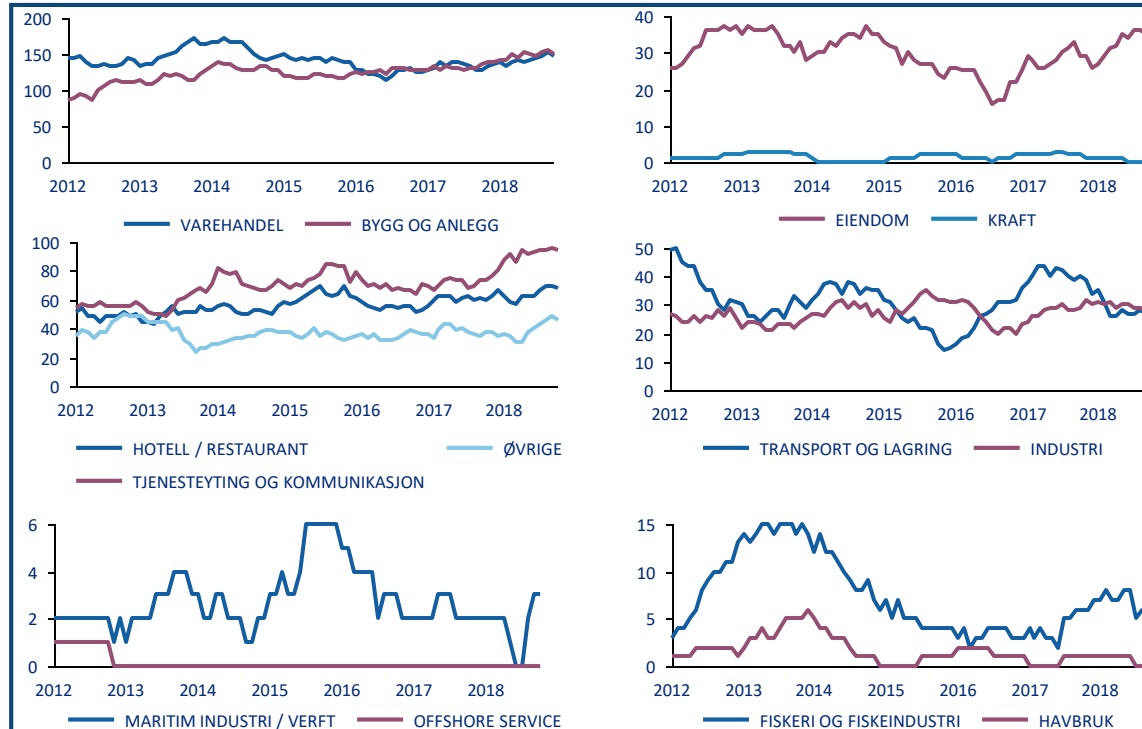 200
150
100
50
0
2012 2013 2014 2015 2016 2017 2018
VAREHANDEL BYGG OG ANLEGG
40
30
20
10
0
2012 2013 2014 2015 2016 2017 2018
EIENDOM KRAFT
100
80
60
40
20
0
2012 2013 2014 2015 2016 2017 2018
HOTELL / RESTAURANT ØVRIGE
TJENESTEYTING OG KOMMUNIKASJON
50
40
30
20
10
0
2012 2013 2014 2015 2016 2017 2018
TRANSPORT OG LAGRING INDUSTRI
6
4
2
0
2012 2013 2014 2015 2016 2017 2018
MARITIM INDUSTRI / VERFT OFFSHORE SERVICE
15
10
5
0
2012 2013 2014 2015 2016 2017 2018
FISKERI OG FISKEINDUSTRI HAVBRUK